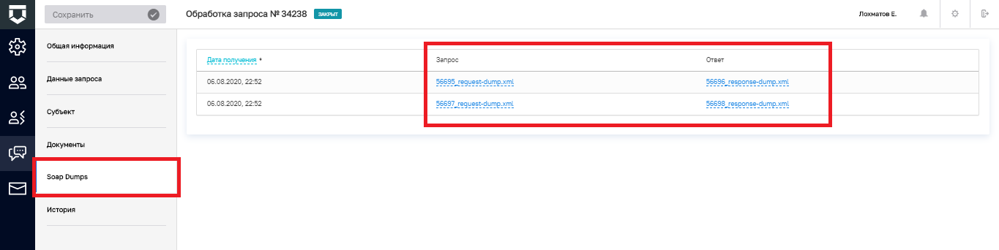 Сохранить
Обработка запроса № 34238 ЗАКРЫТ
Лохматов Е.
Общая информация
Данные запроса
Субъект
Документы
Soap Dumps
История
Дата получения Запрос Ответ
06.08.2020, 22:52 56695_request-dump.xml 56696_response-dump.xml
06.08.2020, 22:52 56697_request-dump.xml 56698_response-dump.xml